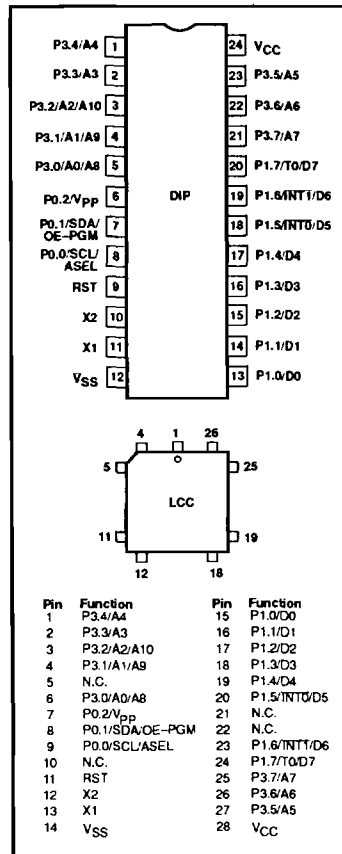 P3.4/A4 1 24 VCC
P3.3/A3 2 23 P3.5/A5
P3.2/A2/A10 3 22 P3.6/A6
P3.1/A1/A9 4 21 P3.7/A7
P3.0/A0/A8 5 20 P1.7/T0/D7
P0.2/VPP 6 DIP 19 P1.6/INT1/D6
P0.1/SDA/
OE-PGM 7 18 P1.5/INT0/D5
P0.0/SCL/
ASEL 8 17 P1.4/D4
RST 9 16 P1.3/D3
X2 10 15 P1.2/D2
X1 11 14 P1.1/D1
VSS 12 13 P1.0/D0
4 1 26
5 25
LCC
11 19
12 18
Pin Function Pin Function
1 P3.4/A4 15 P1.0/D0
2 P3.3/A3 16 P1.1/D1
3 P3.2/A2/A10 17 P1.2/D2
4 P3.1/A1/A9 18 P1.3/D3
5 N.C. 19 P1.4/D4
6 P3.0/A0/A8 20 P1.5/INT0/D5
7 P0.2/VPP 21 N.C.
8 P0.1/SDA/OE-PGM 22 N.C.
9 P0.0/SCL/ASEL 23 P1.6/INT1/D6
10 N.C. 24 P1.7/T0/D7
11 RST 25 P3.7/A7
12 X2 26 P3.6/A6
13 X1 27 P3.5/A5
14 VSS 28 VCC